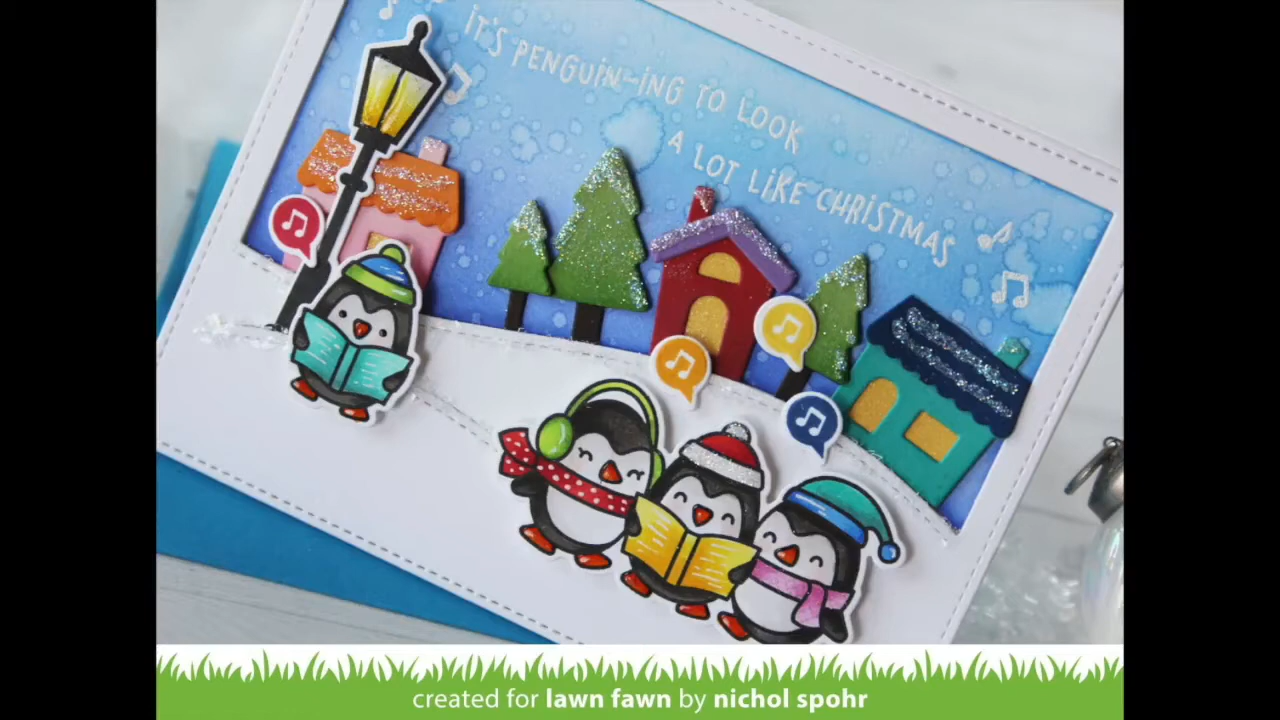 IT'S PENGUIN-ING TO LOOK
A LOT LIKE CHRISTMAS
created for lawn fawn by nichol spohr